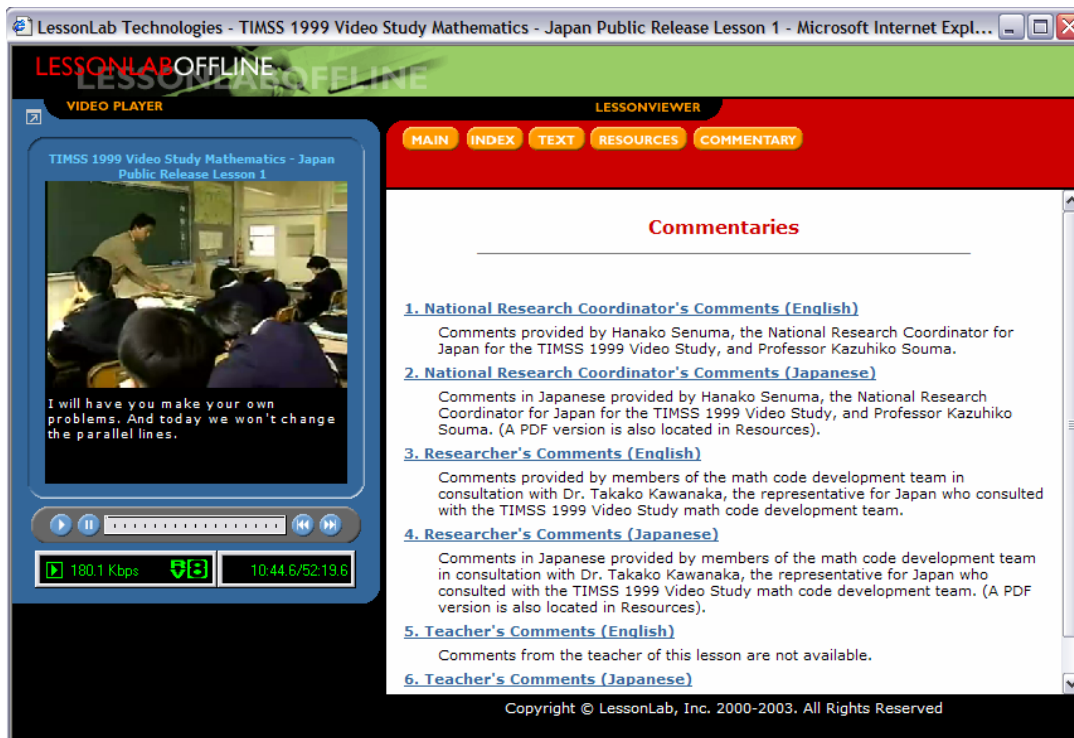 LessonLab Technologies - TIMSS 1999 Video Study Mathematics - Japan Public Release Lesson 1 - Microsoft Internet Expl...
LESSONLABOFFLINE
LESSONLABOFFLINE
VIDEO PLAYER
TIMSS 1999 Video Study Mathematics - Japan
Public Release Lesson 1
I will have you make your own
problems. And today we won't change
the parallel lines.
180.1 Kbps
10:44.6/52:19.6
LESSONVIEWER
MAIN
INDEX
TEXT
RESOURCES
COMMENTARY
Commentaries
1. National Research Coordinator's Comments (English)
Comments provided by Hanako Senuma, the National Research Coordinator for
Japan for the TIMSS 1999 Video Study, and Professor Kazuhiko Souma.
2. National Research Coordinator's Comments (Japanese)
Comments in Japanese provided by Hanako Senuma, the National Research
Coordinator for Japan for the TIMSS 1999 Video Study, and Professor Kazuhiko
Souma. (A PDF version is also located in Resources).
3. Researcher's Comments (English)
Comments provided by members of the math code development team in
consultation with Dr. Takako Kawanaka, the representative for Japan who consulted
with the TIMSS 1999 Video Study math code development team.
4. Researcher's Comments (Japanese)
Comments in Japanese provided by members of the math code development team
in consultation with Dr. Takako Kawanaka, the representative for Japan who
consulted with the TIMSS 1999 Video Study math code development team. (A PDF
version is also located in Resources).
5. Teacher's Comments (English)
Comments from the teacher of this lesson are not available.
6. Teacher's Comments (Japanese)
Copyright © LessonLab, Inc. 2000-2003. All Rights Reserved